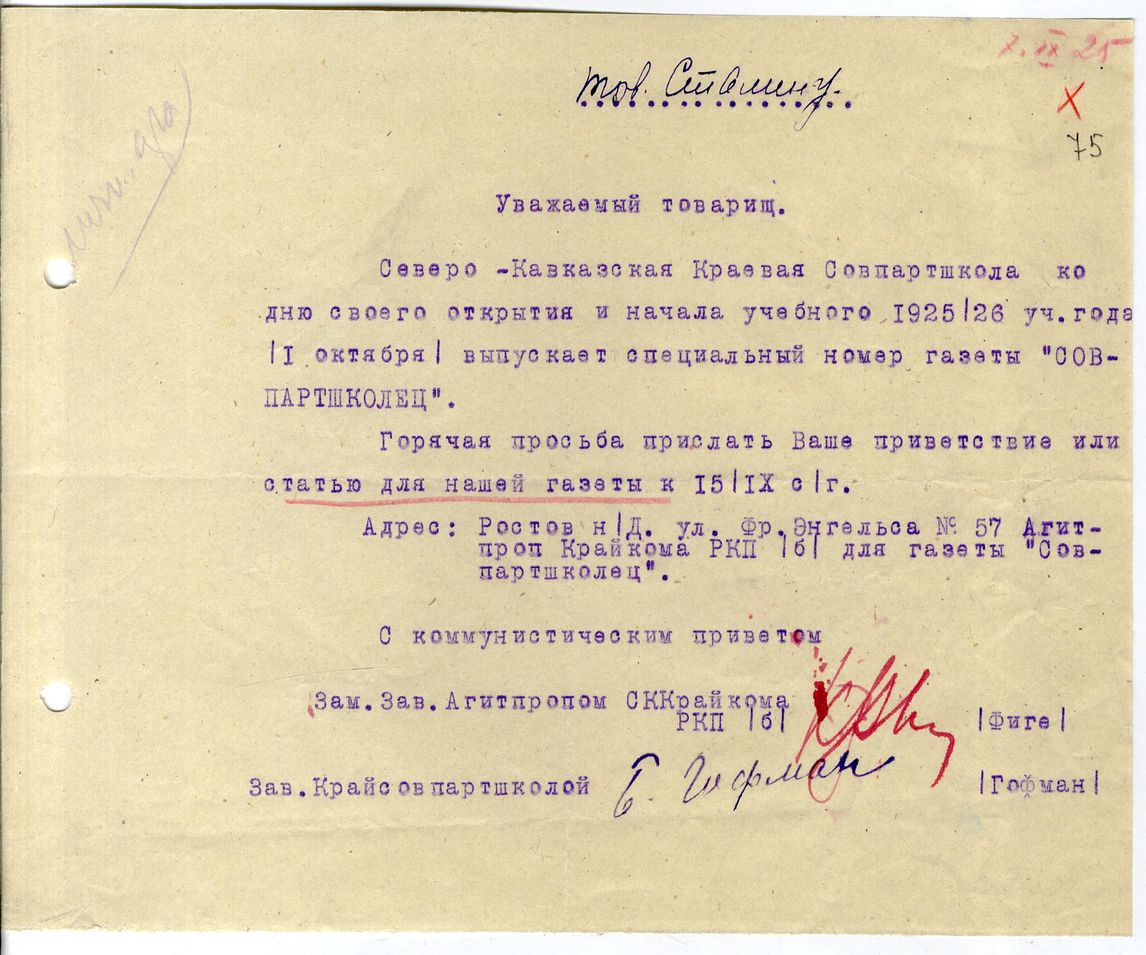 7.IX 25
тов. Сталину.
X
75
Уважаемый товарищ.
Северо -Кавказская Краевая Совпартшкола ко
дню своего открытия и начала учебного 1925/26 уч.года
/I октября/ выпускает специальный номер газеты "СОВ-
ПАРТШКОЛЕЦ".
Горячая просьба прислать Ваше приветствие или
статью для нашей газеты к 15/IX с/г.
Адрес: Ростов н/Д. ул. Фр.Энгельса № 57 Агит-
проп Крайкома РКП /б/ для газеты "Сов-
партшколец".
С коммунистическим приветом
Зам.Зав.Агитпропом СККрайкома
РКП /б/ /Фиге/
Зав.Крайсовпартшколой Б. Гофман /Гофман/